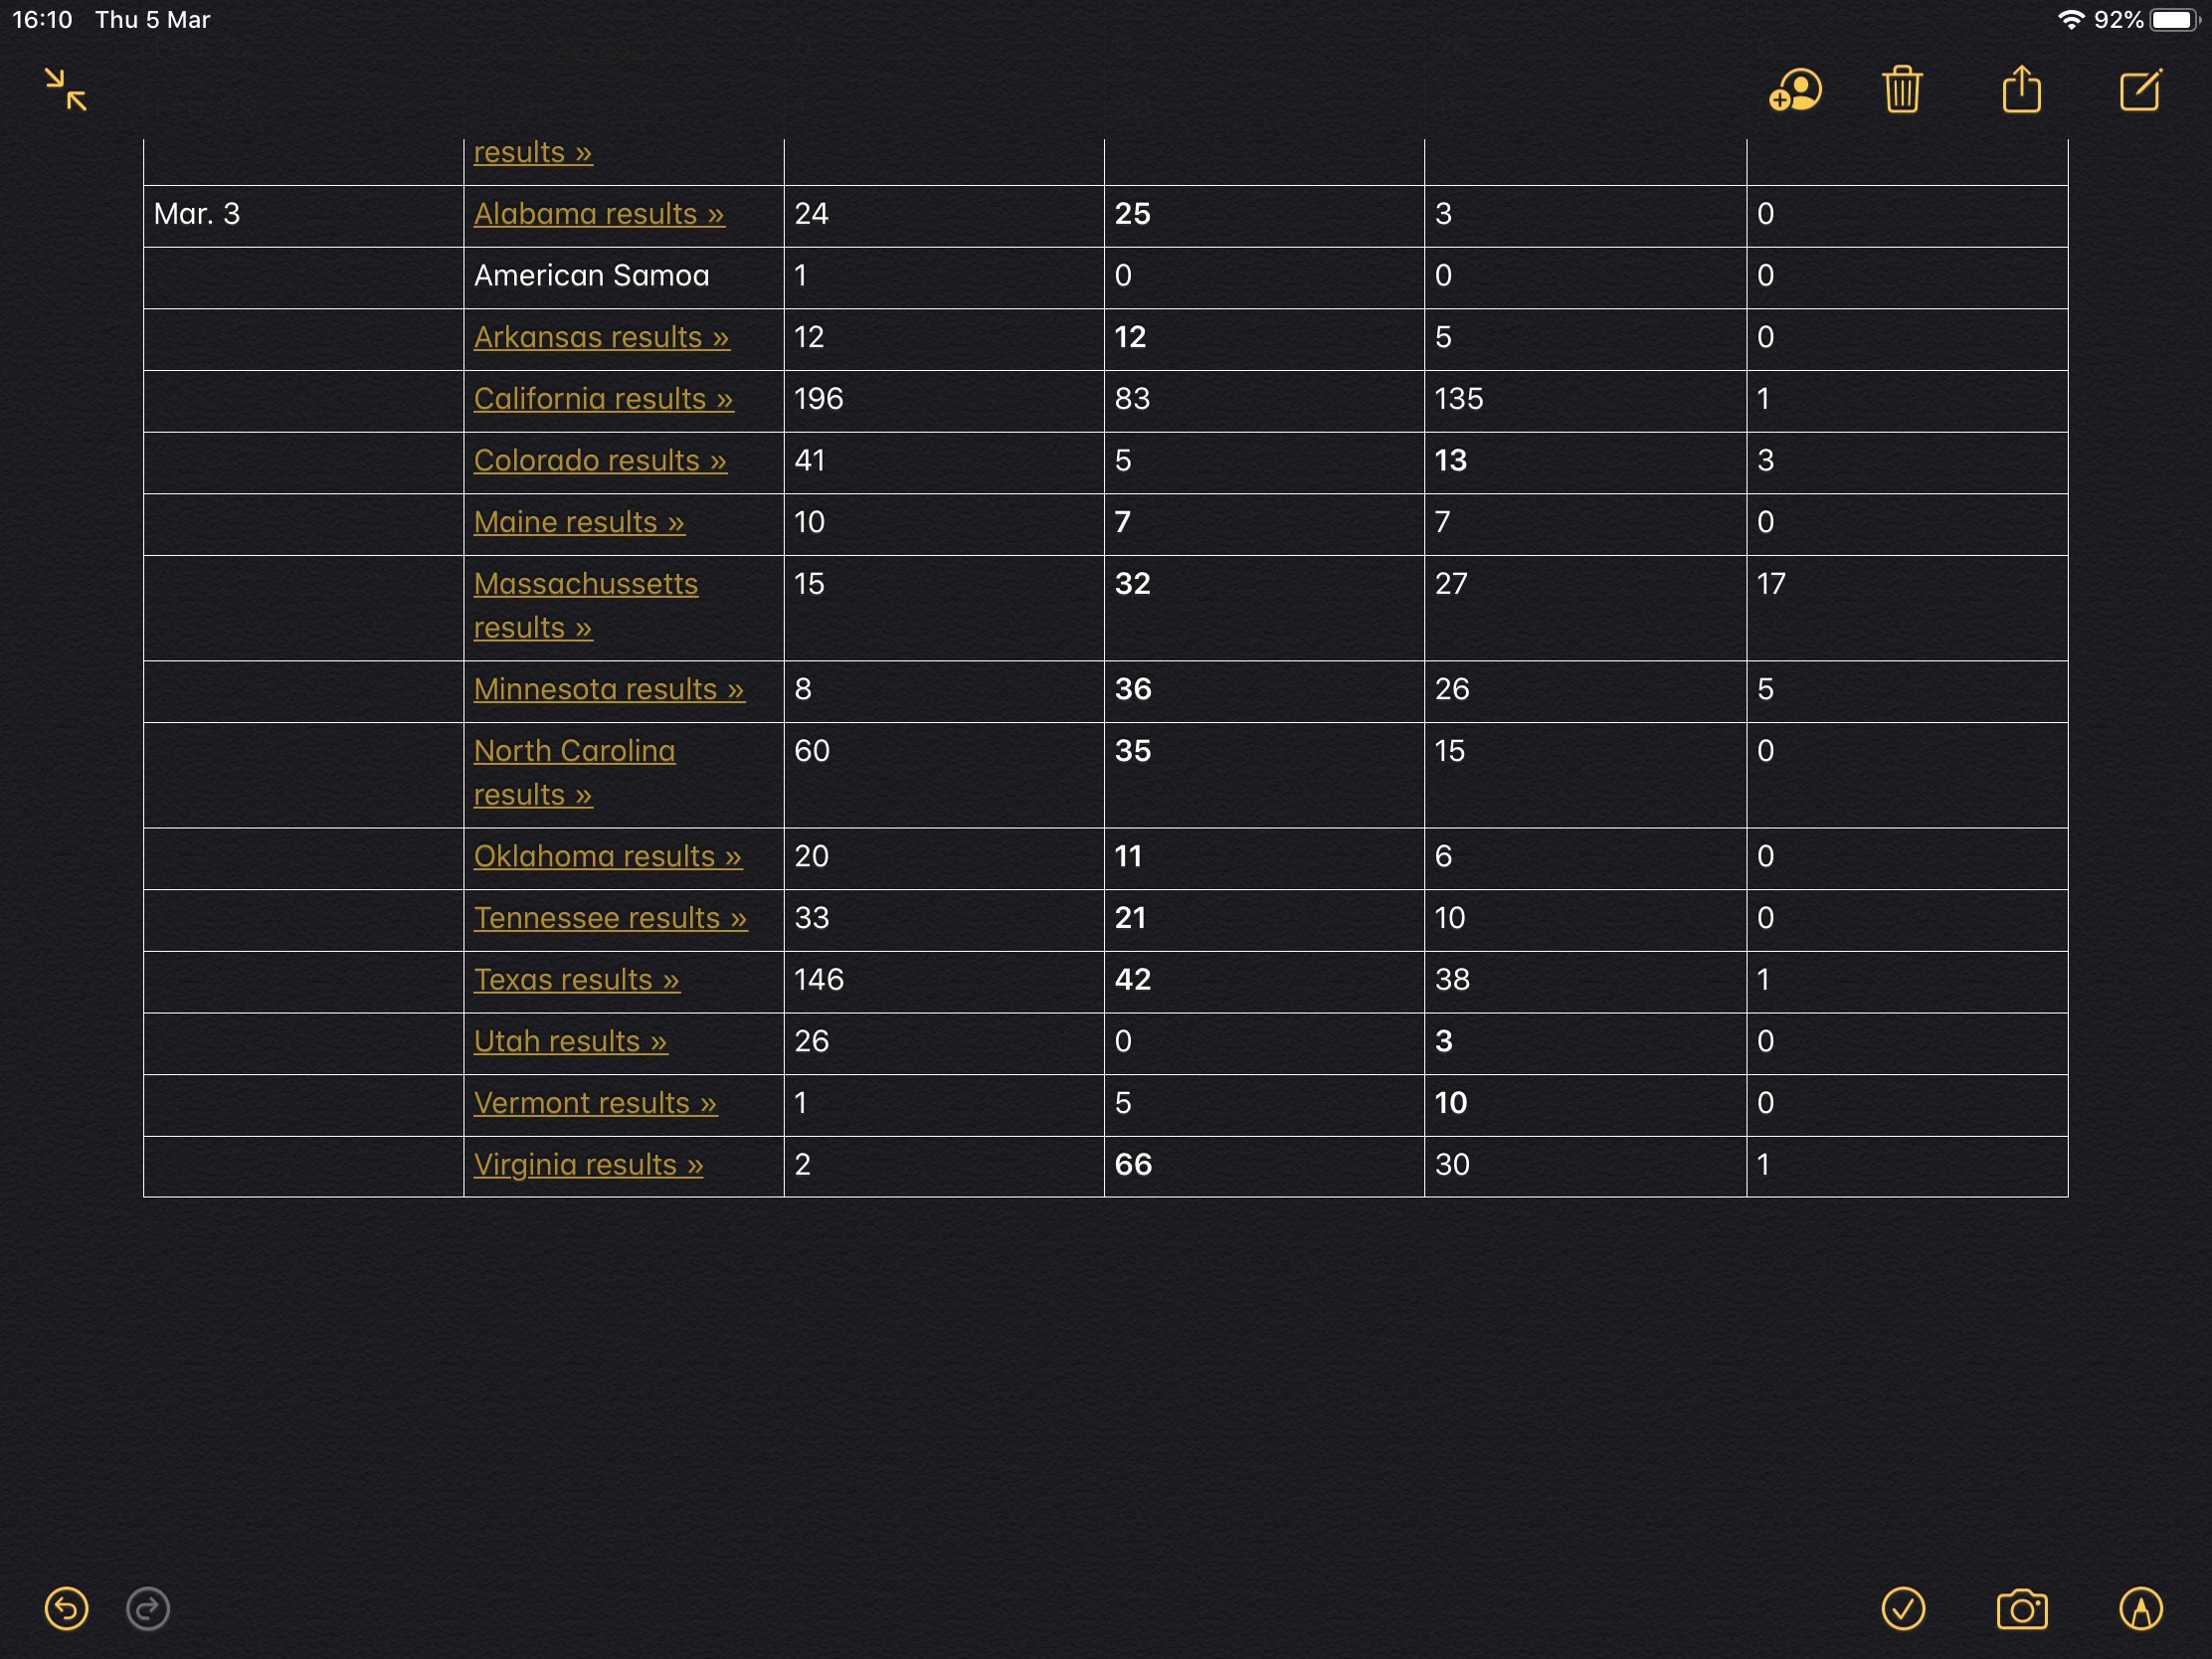 16:10 Thu 5 Mar 92%
results »
Mar. 3 Alabama results » 24 25 3 0
American Samoa 1 0 0 0
Arkansas results » 12 12 5 0
California results » 196 83 135 1
Colorado results » 41 5 13 3
Maine results » 10 7 7 0
Massachussetts 15 32 27 17
results »
Minnesota results » 8 36 26 5
North Carolina 60 35 15 0
results »
Oklahoma results » 20 11 6 0
Tennessee results » 33 21 10 0
Texas results » 146 42 38 1
Utah results » 26 0 3 0
Vermont results » 1 5 10 0
Virginia results » 2 66 30 1